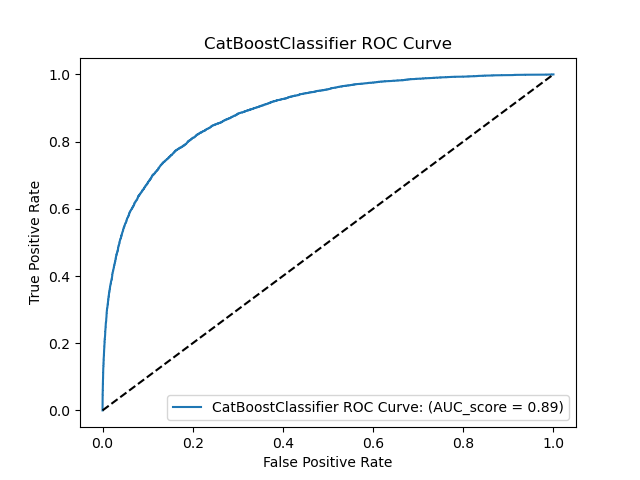 CatBoostClassifier ROC Curve
1.0
0.8
0.6
0.4
0.2
0.0
True Positive Rate
CatBoostClassifier ROC Curve: (AUC_score = 0.89)
0.0 0.2 0.4 0.6 0.8 1.0
False Positive Rate